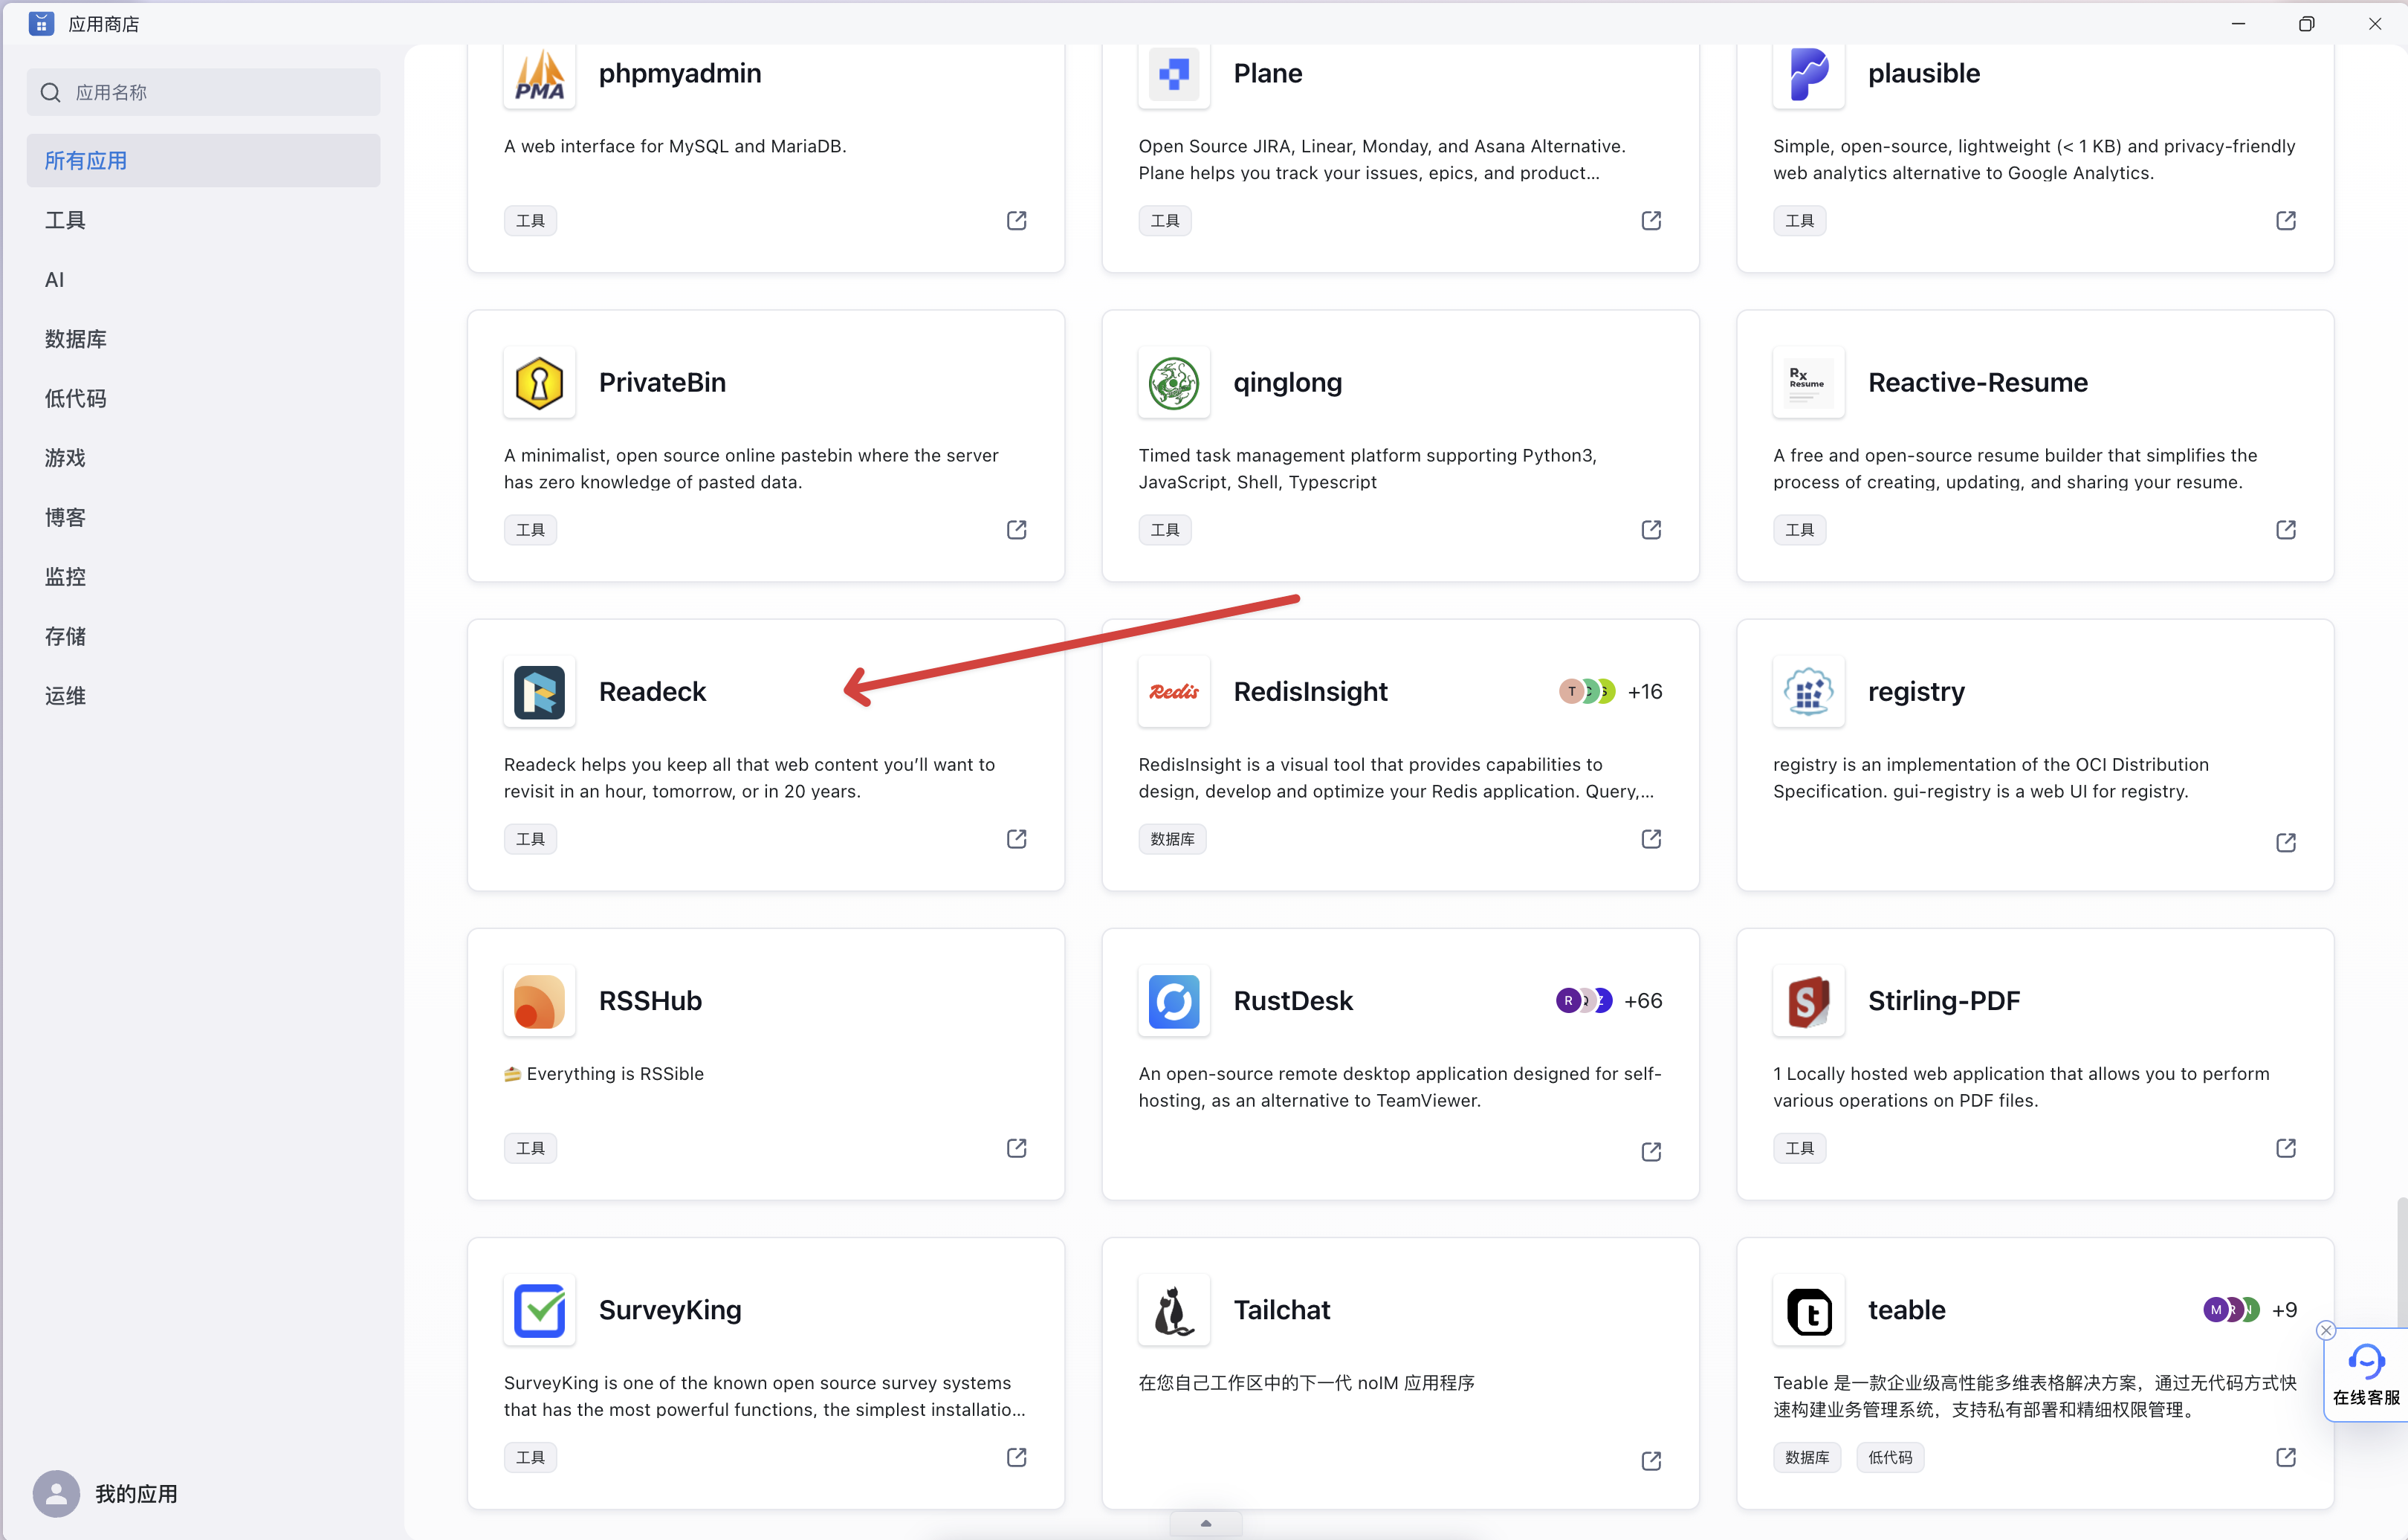 应用商店
应用名称
所有应用
工具
AI
数据库
低代码
游戏
博客
监控
存储
运维
我的应用
PMA
phpmyadmin
A web interface for MySQL and MariaDB.
工具
Plane
Open Source JIRA, Linear, Monday, and Asana Alternative.
Plane helps you track your issues, epics, and product...
工具
plausible
Simple, open-source, lightweight (< 1 KB) and privacy-friendly
web analytics alternative to Google Analytics.
工具
PrivateBin
A minimalist, open source online pastebin where the server
has zero knowledge of pasted data.
工具
qinglong
Timed task management platform supporting Python3,
JavaScript, Shell, Typescript
工具
Rx
Resume
Reactive-Resume
A free and open-source resume builder that simplifies the
process of creating, updating, and sharing your resume.
工具
Readeck
Readeck helps you keep all that web content you’ll want to
revisit in an hour, tomorrow, or in 20 years.
工具
Redis
RedisInsight
T C S +16
RedisInsight is a visual tool that provides capabilities to
design, develop and optimize your Redis application. Query,...
数据库
registry
registry is an implementation of the OCI Distribution
Specification. gui-registry is a web UI for registry.
RSSHub
🍰 Everything is RSSible
工具
RustDesk
R Q Z +66
An open-source remote desktop application designed for self-
hosting, as an alternative to TeamViewer.
S
Stirling-PDF
1 Locally hosted web application that allows you to perform
various operations on PDF files.
工具
SurveyKing
SurveyKing is one of the known open source survey systems
that has the most powerful functions, the simplest installatio...
工具
Tailchat
在您自己工作区中的下一代 noIM 应用程序
t
teable
M R N +9
Teable 是一款企业级高性能多维表格解决方案，通过无代码方式快
速构建业务管理系统，支持私有部署和精细权限管理。
数据库 低代码
在线客服